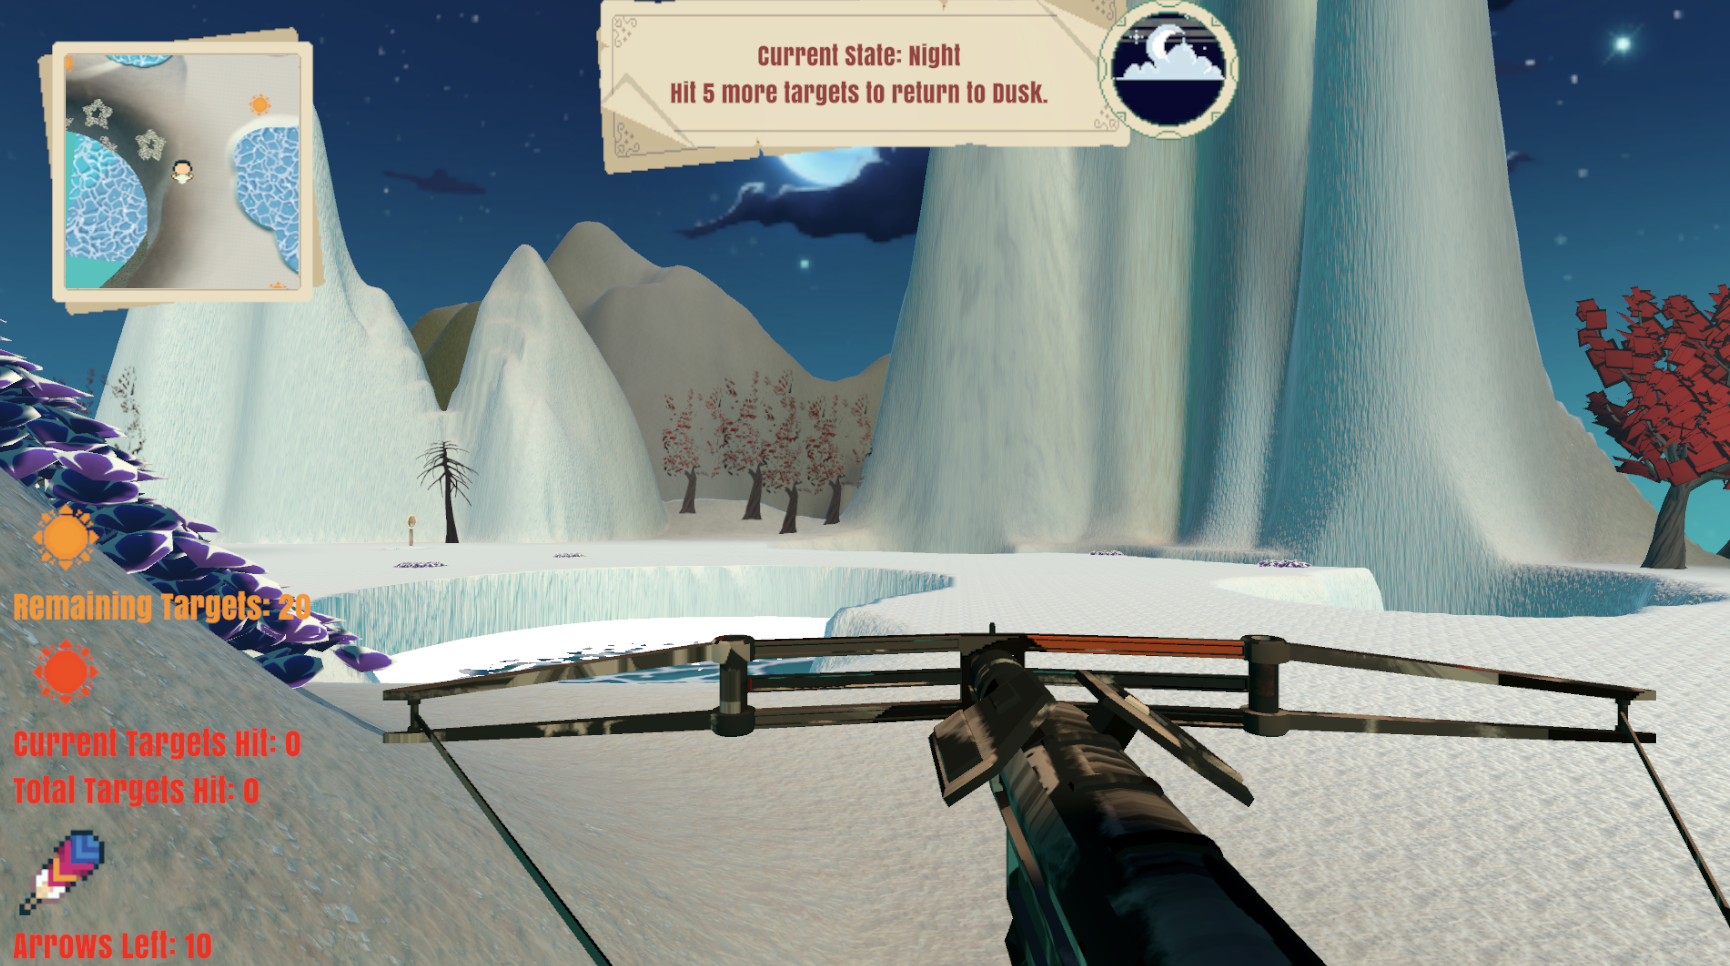 Current State: Night
Hit 5 more targets to return to Dusk.
Remaining Targets: 20
Current Targets Hit: 0
Total Targets Hit: 0
Arrows Left: 10